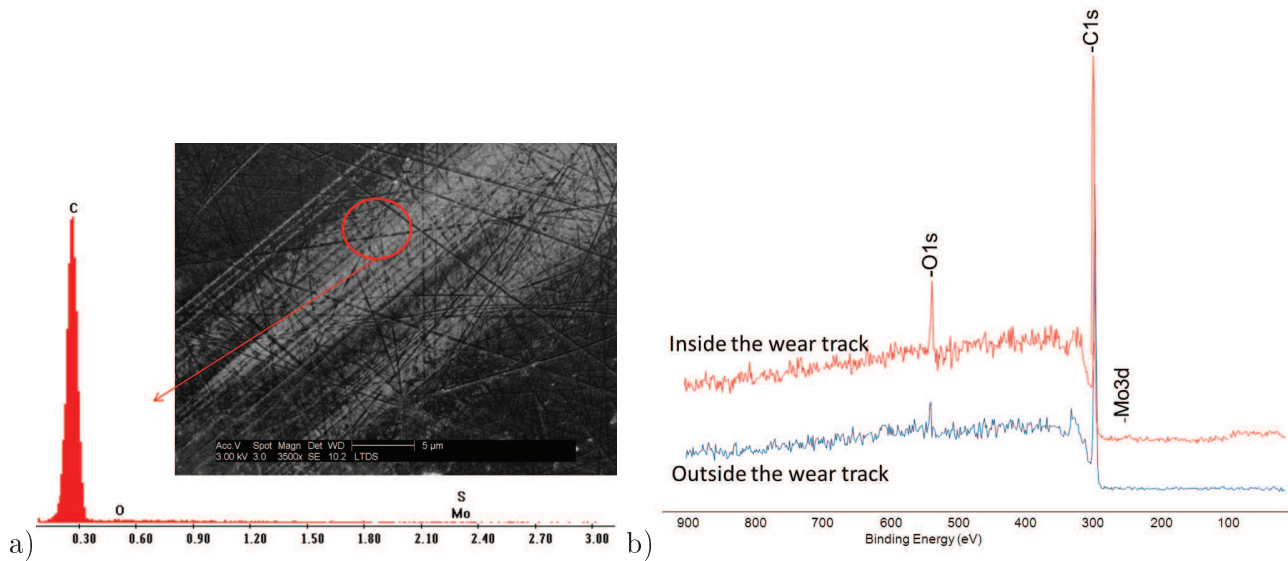 C
O
S
Mo
0.30 0.60 0.90 1.20 1.50 1.80 2.10 2.40 2.70 3.00
Acc.V Spot Magn Det WD 5 µm
3.00 kV 3.0 3500x SE 10.2 LTDS
a)
-C1s
-O1s
-Mo3d
Inside the wear track
Outside the wear track
900 800 700 600 500 400 300 200 100
Binding Energy (eV)
b)